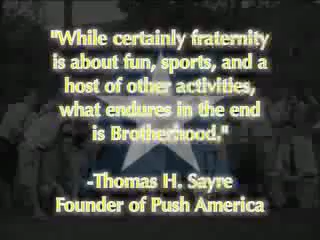 "While certainly fraternity
is about fun, sports, and a
host of other activities,
what endures in the end
is Brotherhood."
-Thomas H. Sayre
Founder of Push America